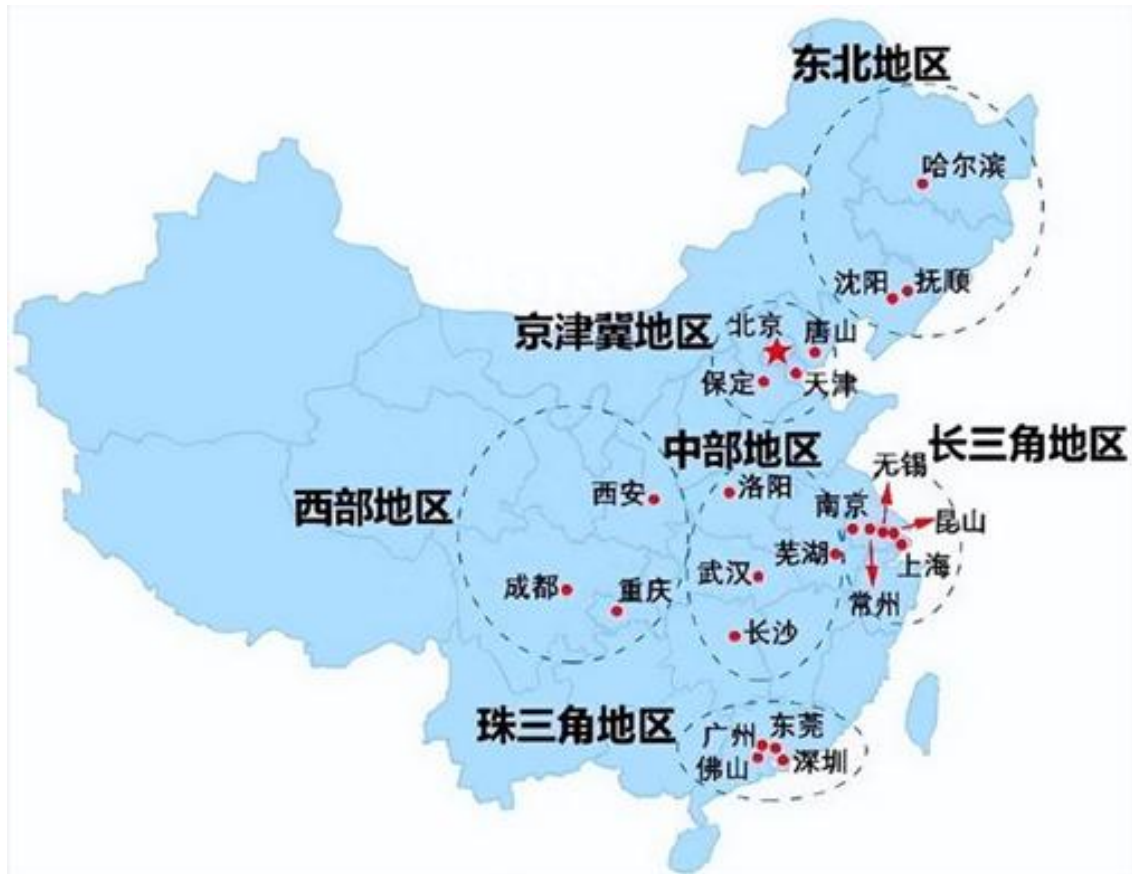 东北地区
哈尔滨
沈阳
抚顺
京津冀地区
北京
唐山
保定
天津
中部地区
洛阳
芜湖
武汉
长沙
长三角地区
无锡
南京
昆山
上海
常州
西部地区
西安
成都
重庆
珠三角地区
广州
东莞
佛山
深圳